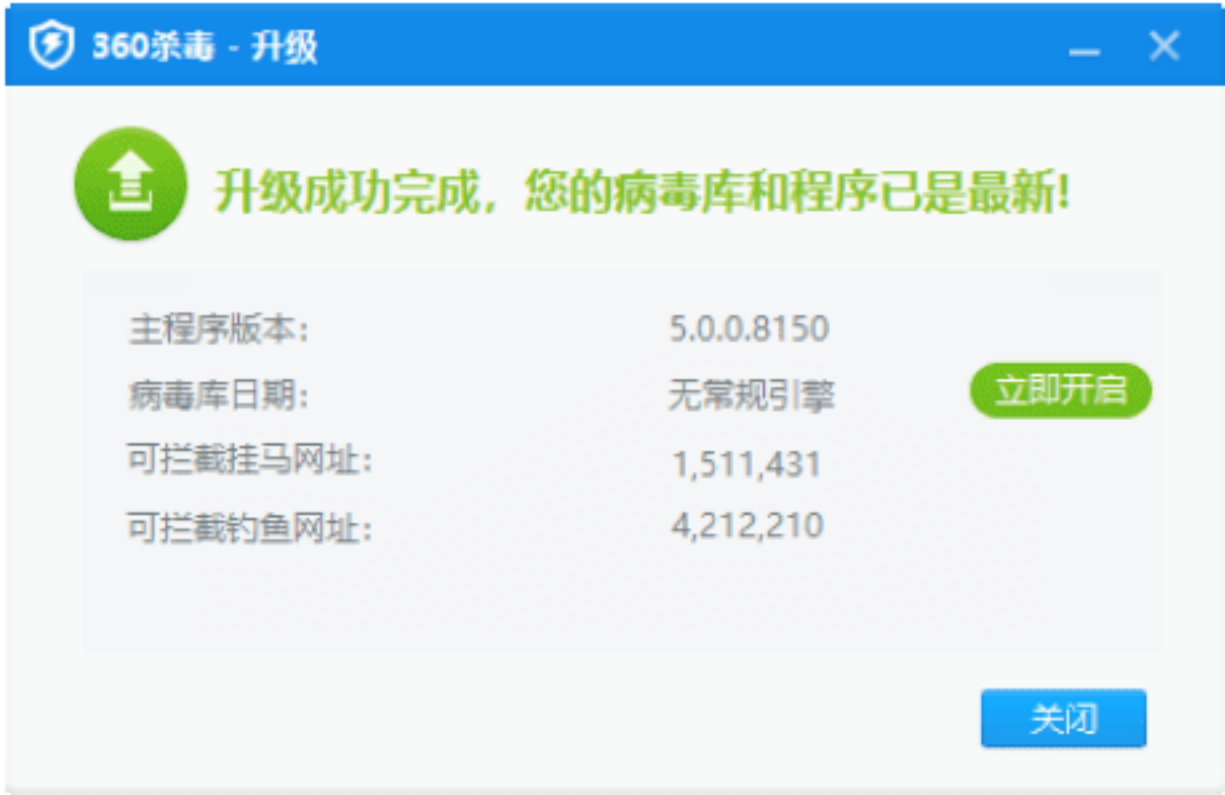 360杀毒 - 升级
升级成功完成，您的病毒库和程序已是最新!
主程序版本: 5.0.0.8150
病毒库日期: 无常规引擎 立即开启
可拦截挂马网址: 1,511,431
可拦截钓鱼网址: 4,212,210
关闭